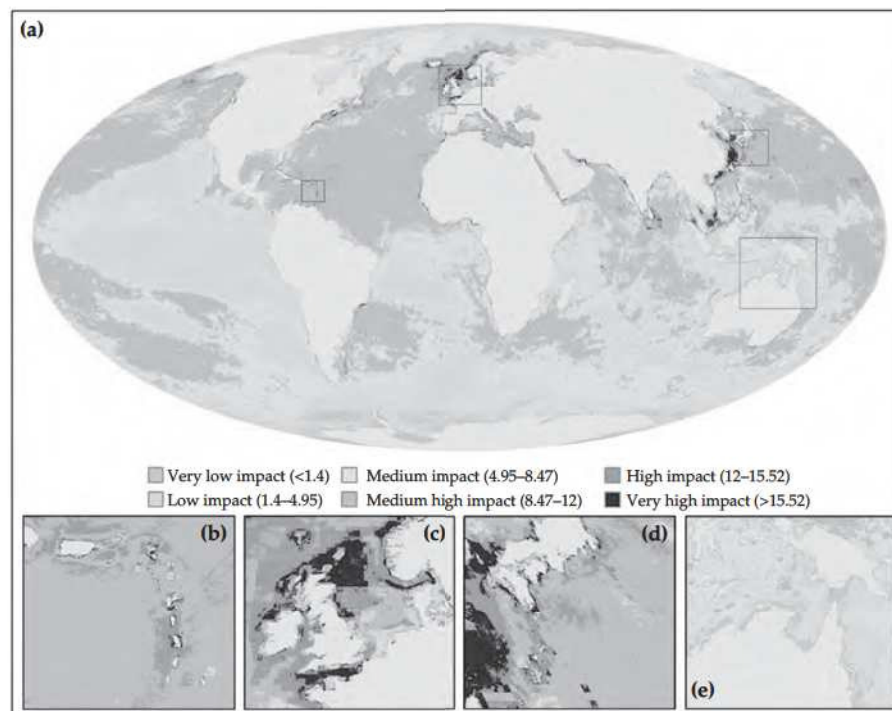 (a)
Very low impact (<1.4) Medium impact (4.95–8.47) High impact (12–15.52)
Low impact (1.4–4.95) Medium high impact (8.47–12) Very high impact (>15.52)
(b) (c) (d)
(e)